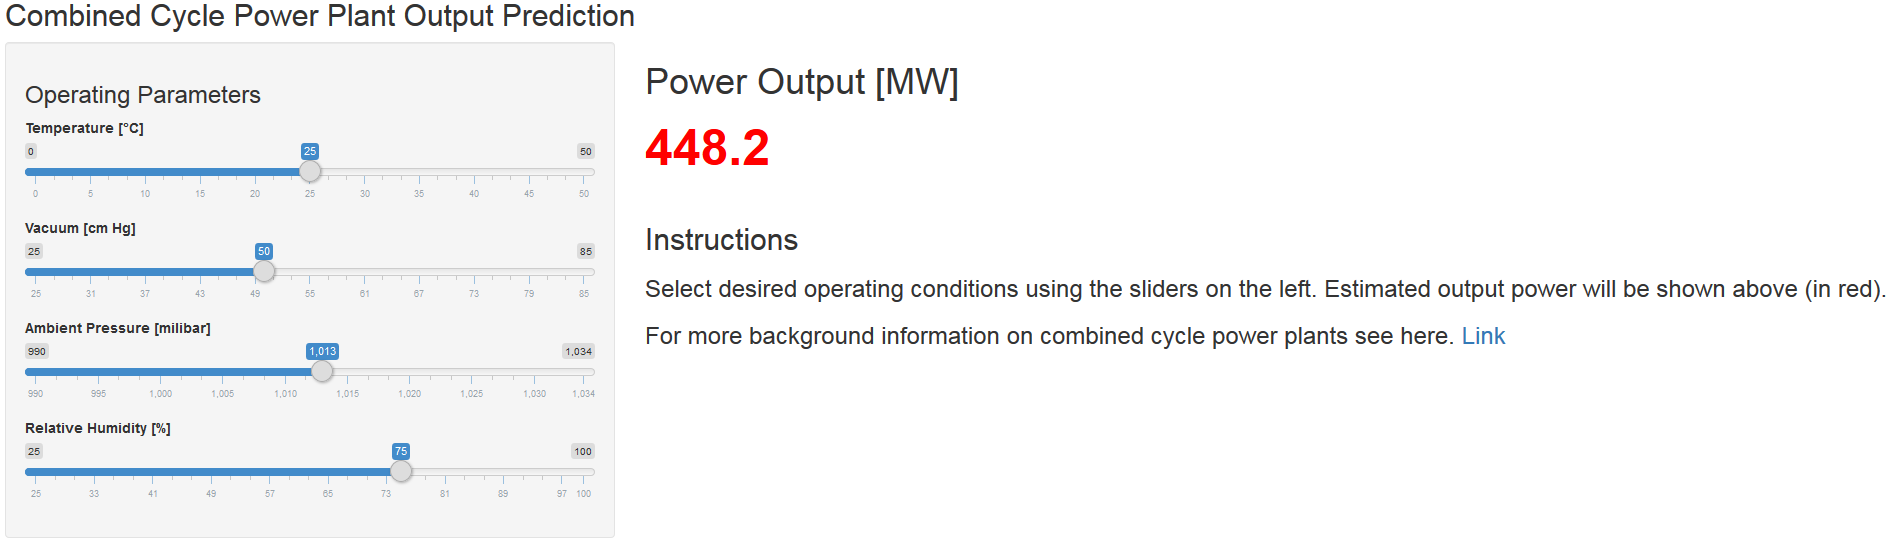 Combined Cycle Power Plant Output Prediction
Operating Parameters
Temperature [°C]
0 25 50
0 5 10 15 20 25 30 35 40 45 50
Vacuum [cm Hg]
25 50 85
25 31 37 43 49 55 61 67 73 79 85
Ambient Pressure [milibar]
990 1,013 1,034
990 995 1,000 1,005 1,010 1,015 1,020 1,025 1,030 1,034
Relative Humidity [%]
25 75 100
25 33 41 49 57 65 73 81 89 97 100
Power Output [MW]
448.2
Instructions
Select desired operating conditions using the sliders on the left. Estimated output power will be shown above (in red).
For more background information on combined cycle power plants see here. Link